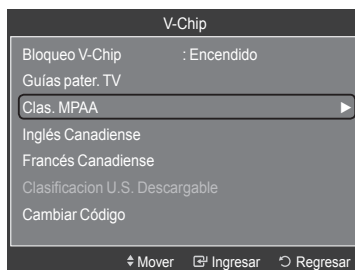 V-Chip
Bloqueo V-Chip : Encendido
Guías pater. TV
Clas. MPAA
Inglés Canadiense
Francés Canadiense
Clasificacion U.S. Descargable
Cambiar Código
Mover Ingresar Regresar